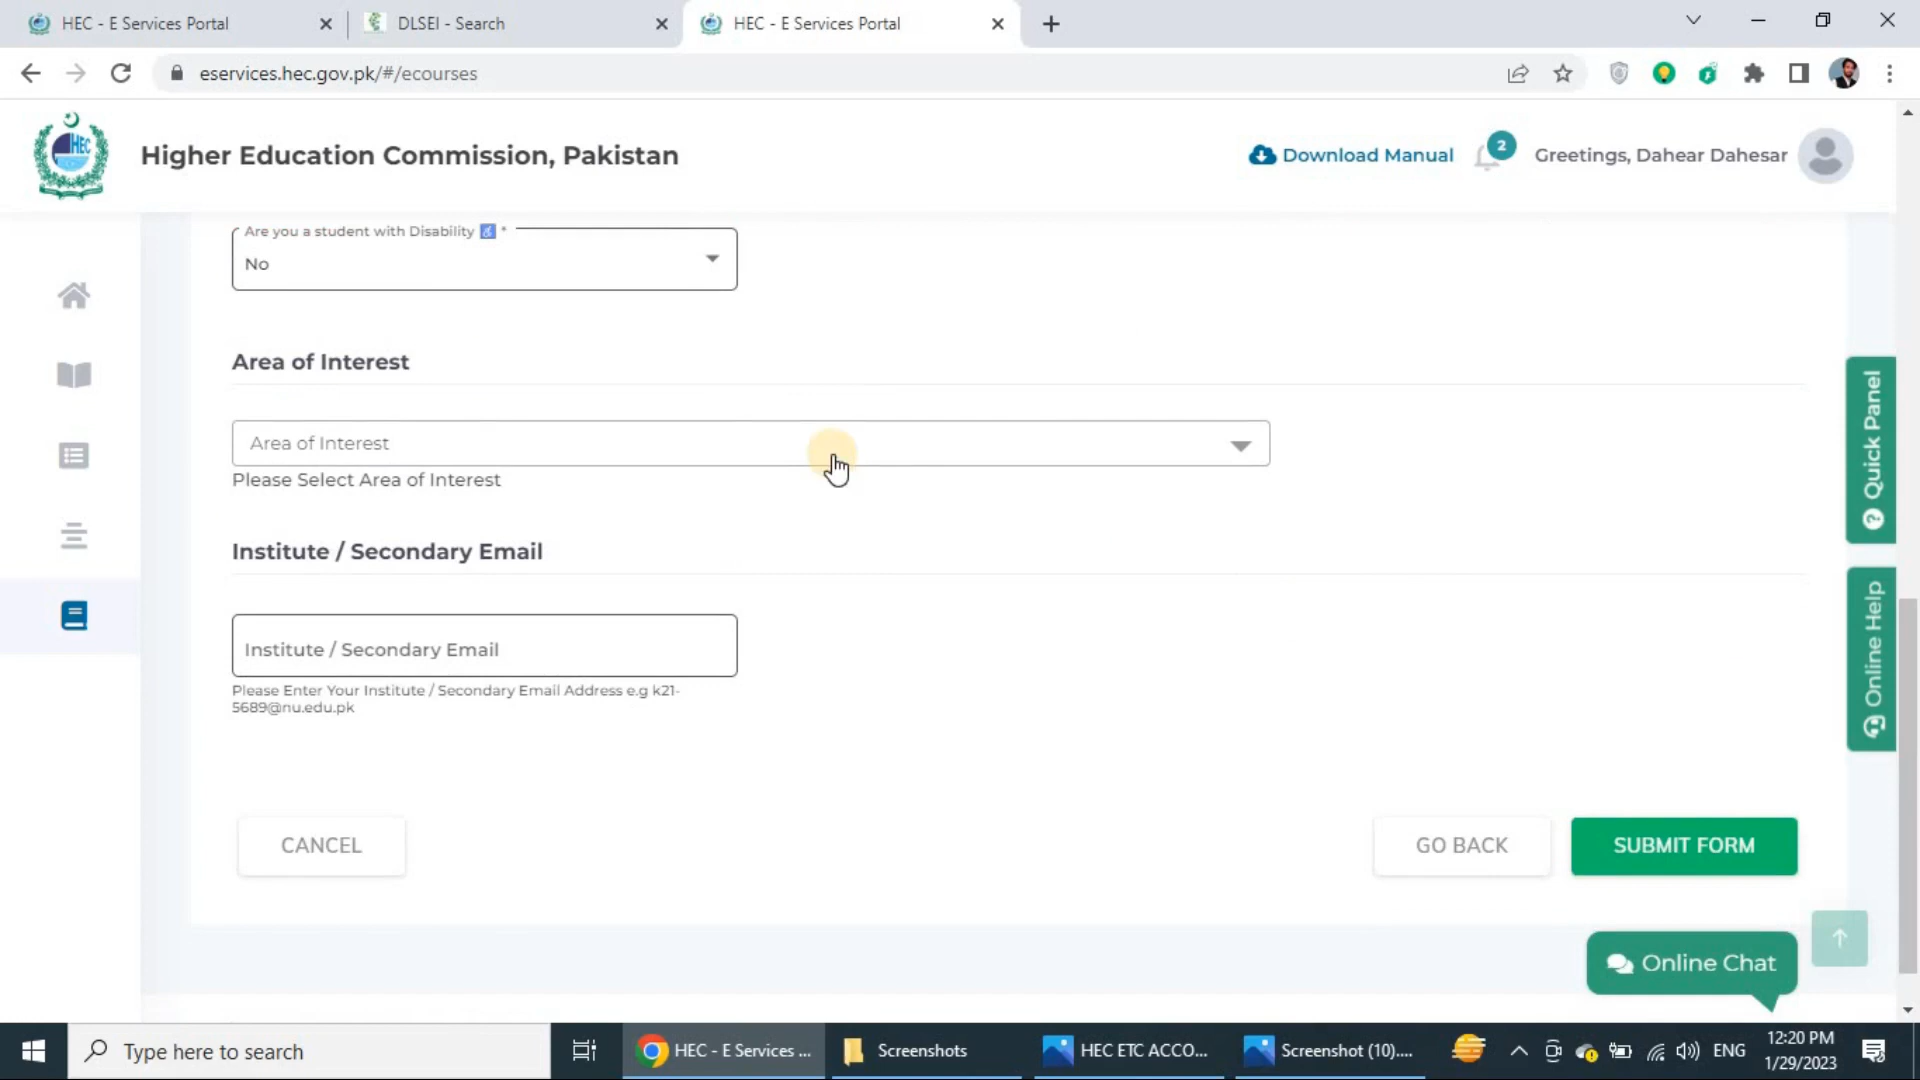 HEC - E Services Portal
DLSEI - Search
HEC - E Services Portal
eservices.hec.gov.pk/#/ecourses
HEC
Higher Education Commission, Pakistan
Download Manual
2
Greetings, Dahear Dahesar
Are you a student with Disability ♿ *
No
Area of Interest
Area of Interest
Please Select Area of Interest
Institute / Secondary Email
Institute / Secondary Email
Please Enter Your Institute / Secondary Email Address e.g k21-
5689@nu.edu.pk
CANCEL
GO BACK
SUBMIT FORM
Quick Panel
Online Help
Online Chat
Type here to search
HEC - E Services ...
Screenshots
HEC ETC ACCO...
Screenshot (10)....
ENG
12:20 PM
1/29/2023